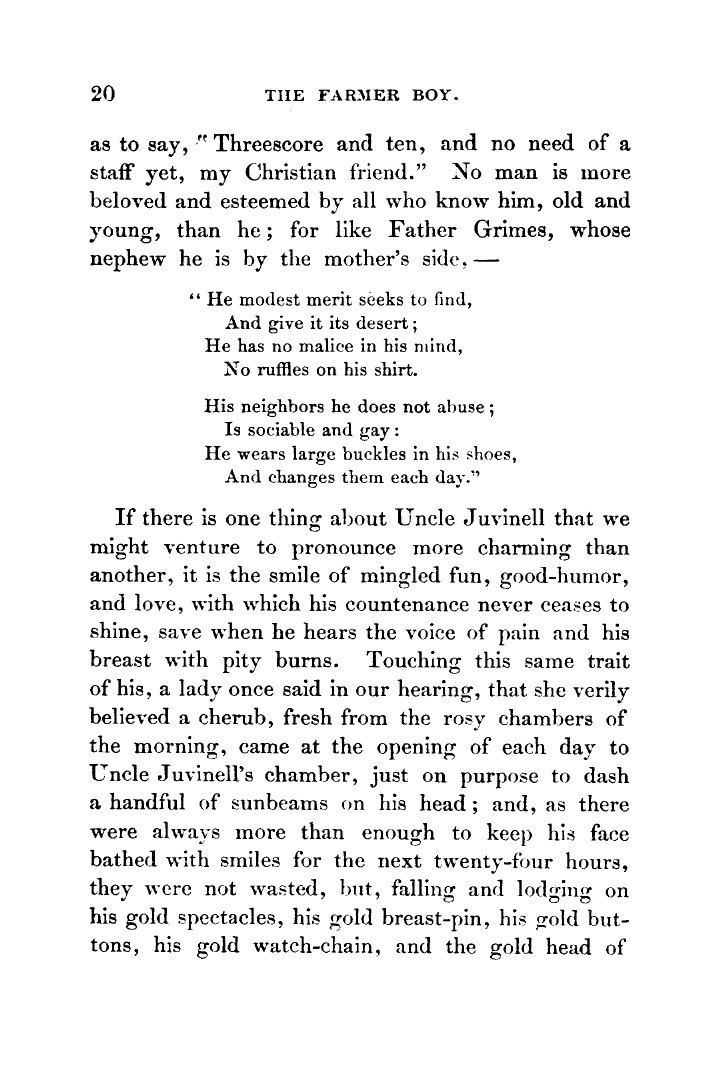 20 THE FARMER BOY.
as to say, "Threescore and ten, and no need of a
staff yet, my Christian friend." No man is more
beloved and esteemed by all who know him, old and
young, than he; for like Father Grimes, whose
nephew he is by the mother's side, —
"He modest merit seeks to find,
And give it its desert;
He has no malice in his mind,
No ruffles on his shirt.
His neighbors he does not abuse;
Is sociable and gay:
He wears large buckles in his shoes,
And changes them each day."
If there is one thing about Uncle Juvinell that we
might venture to pronounce more charming than
another, it is the smile of mingled fun, good-humor,
and love, with which his countenance never ceases to
shine, save when he hears the voice of pain and his
breast with pity burns. Touching this same trait
of his, a lady once said in our hearing, that she verily
believed a cherub, fresh from the rosy chambers of
the morning, came at the opening of each day to
Uncle Juvinell's chamber, just on purpose to dash
a handful of sunbeams on his head; and, as there
were always more than enough to keep his face
bathed with smiles for the next twenty-four hours,
they were not wasted, but, falling and lodging on
his gold spectacles, his gold breast-pin, his gold but-
tons, his gold watch-chain, and the gold head of